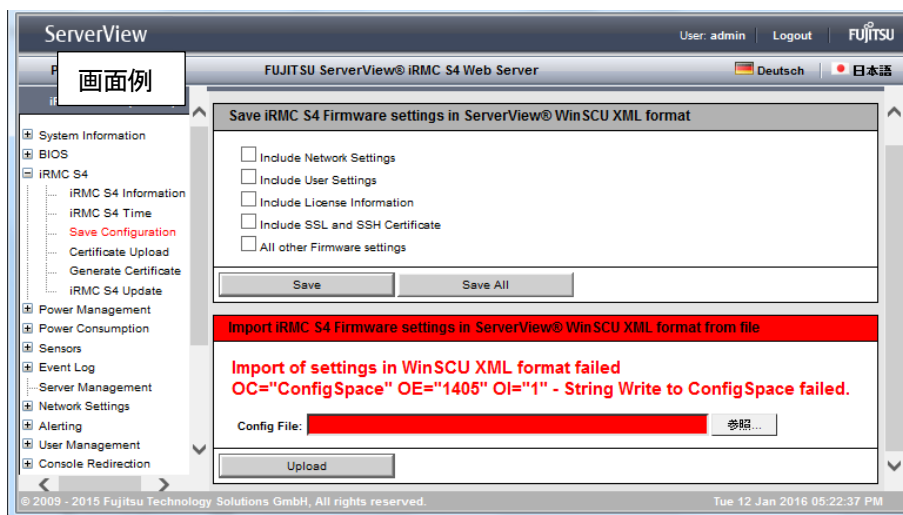 ServerView
User: admin Logout FUJITSU
P
画面例
FUJITSU ServerView® iRMC S4 Web Server
Deutsch 日本語
System Information
BIOS
iRMC S4
iRMC S4 Information
iRMC S4 Time
Save Configuration
Certificate Upload
Generate Certificate
iRMC S4 Update
Power Management
Power Consumption
Sensors
Event Log
Server Management
Network Settings
Alerting
User Management
Console Redirection
Save iRMC S4 Firmware settings in ServerView® WinSCU XML format
Include Network Settings
Include User Settings
Include License Information
Include SSL and SSH Certificate
All other Firmware settings
Save Save All
Import iRMC S4 Firmware settings in ServerView® WinSCU XML format from file
Import of settings in WinSCU XML format failed
OC="ConfigSpace" OE="1405" OI="1" - String Write to ConfigSpace failed.
Config File: 参照...
Upload
© 2009 - 2015 Fujitsu Technology Solutions GmbH, All rights reserved. Tue 12 Jan 2016 05:22:37 PM